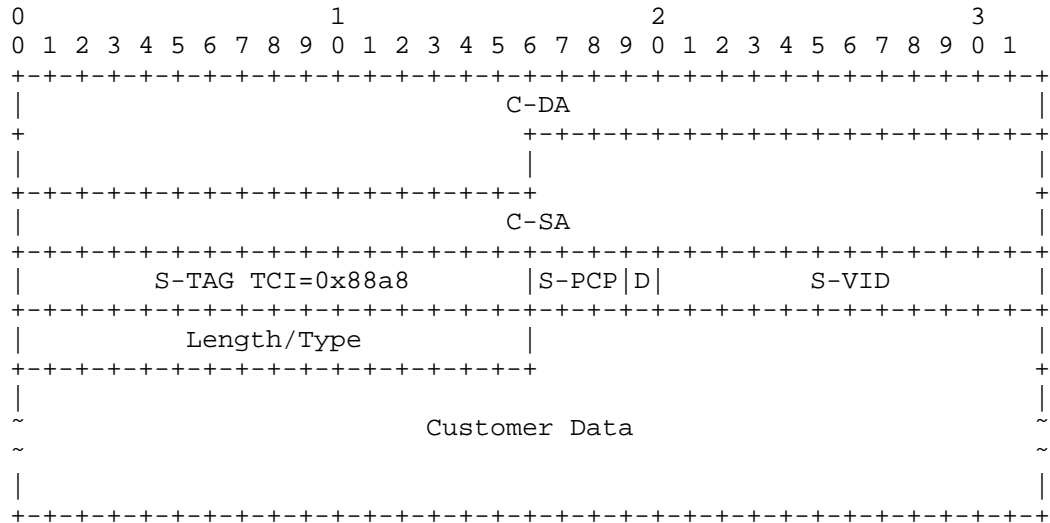 0                   1                   2                   3
0 1 2 3 4 5 6 7 8 9 0 1 2 3 4 5 6 7 8 9 0 1 2 3 4 5 6 7 8 9 0 1
+-+-+-+-+-+-+-+-+-+-+-+-+-+-+-+-+-+-+-+-+-+-+-+-+-+-+-+-+-+-+-+-+
|                              C-DA                             |
+                               +-+-+-+-+-+-+-+-+-+-+-+-+-+-+-+-+
|                               |                               |
+-+-+-+-+-+-+-+-+-+-+-+-+-+-+-+-+                               +
|                              C-SA                             |
+-+-+-+-+-+-+-+-+-+-+-+-+-+-+-+-+-+-+-+-+-+-+-+-+-+-+-+-+-+-+-+-+
|        S-TAG TCI=0x88a8       |S-PCP|D|         S-VID         |
+-+-+-+-+-+-+-+-+-+-+-+-+-+-+-+-+-+-+-+-+-+-+-+-+-+-+-+-+-+-+-+-+
|          Length/Type          |                               |
+-+-+-+-+-+-+-+-+-+-+-+-+-+-+-+-+                               +
|                                                               |
~                         Customer Data                         ~
~                                                               ~
|                                                               |
+-+-+-+-+-+-+-+-+-+-+-+-+-+-+-+-+-+-+-+-+-+-+-+-+-+-+-+-+-+-+-+-+